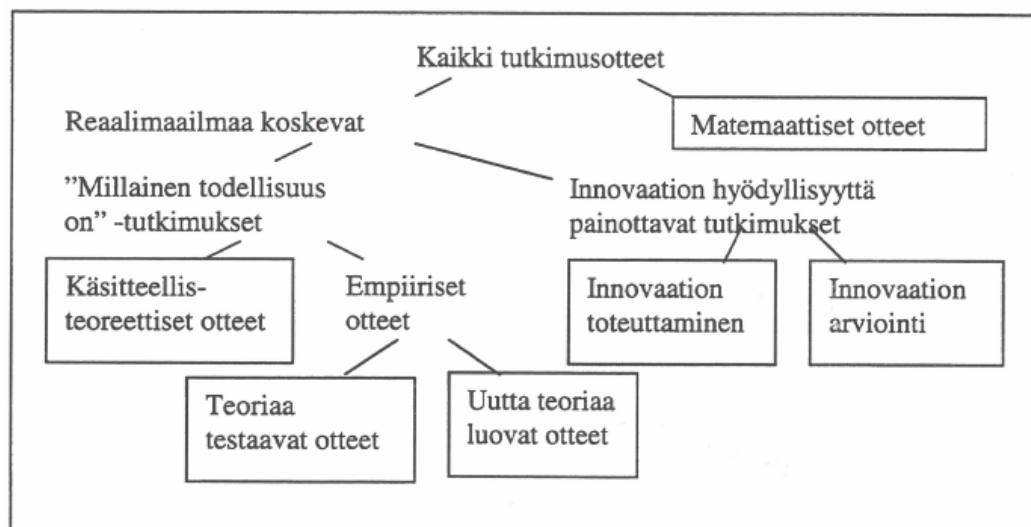 Kaikki tutkimusotteet
Reaalimaailmaa koskevat
Matemaattiset otteet
”Millainen todellisuus
on” -tutkimukset
Innovaation hyödyllisyyttä
painottavat tutkimukset
Käsitteellis-
teoreettiset otteet
Empiiriset
otteet
Innovaation
toteuttaminen
Innovaation
arviointi
Teoriaa
testaavat otteet
Uutta teoriaa
luovat otteet